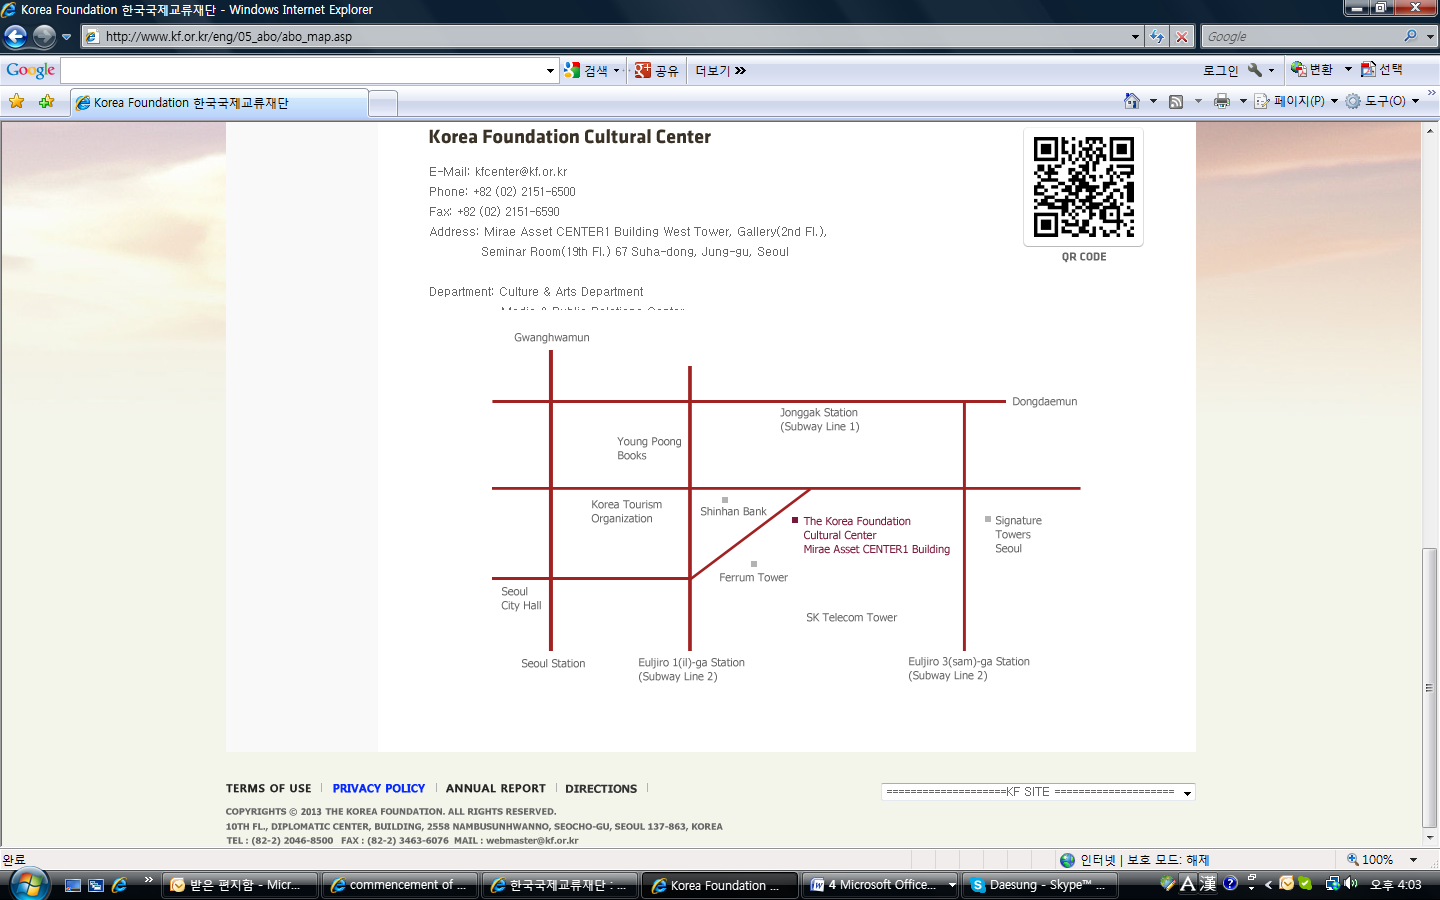 Korea Foundation 한국국제교류재단 - Windows Internet Explorer
http://www.kf.or.kr/eng/05_abo/abo_map.asp
Google
Google
검색
공유
더보기 »
로그인
변환
선택
Korea Foundation 한국국제교류재단
페이지(P)
도구(O)
Korea Foundation Cultural Center
E-Mail: kfcenter@kf.or.kr
Phone: +82 (02) 2151-6500
Fax: +82 (02) 2151-6590
Address: Mirae Asset CENTER1 Building West Tower, Gallery(2nd Fl.),
Seminar Room(19th Fl.) 67 Suha-dong, Jung-gu, Seoul
QR CODE
Department: Culture & Arts Department
Media & Public Relations Center
Gwanghwamun
Dongdaemun
Jonggak Station
(Subway Line 1)
Young Poong
Books
Korea Tourism
Organization
Shinhan Bank
The Korea Foundation
Cultural Center
Mirae Asset CENTER1 Building
Signature
Towers
Seoul
Ferrum Tower
Seoul
City Hall
SK Telecom Tower
Seoul Station
Euljiro 1(il)-ga Station
(Subway Line 2)
Euljiro 3(sam)-ga Station
(Subway Line 2)
TERMS OF USE | PRIVACY POLICY | ANNUAL REPORT | DIRECTIONS |
====================KF SITE ====================
COPYRIGHTS © 2013 THE KOREA FOUNDATION. ALL RIGHTS RESERVED.
10TH FL., DIPLOMATIC CENTER, BUILDING, 2558 NAMBUSUNHWANNO, SEOCHO-GU, SEOUL 137-863, KOREA
TEL : (82-2) 2046-8500 FAX : (82-2) 3463-6076 MAIL : webmaster@kf.or.kr
완료
인터넷 | 보호 모드: 해제
100%
받은 편지함 - Micr...
commencement of ...
한국국제교류재단 : ...
Korea Foundation ...
4 Microsoft Office...
Daesung - Skype™ ...
A 漢
오후 4:03